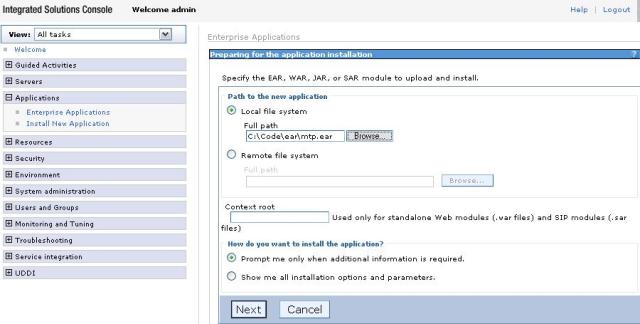 Integrated Solutions Console Welcome admin Help | Logout
View: All tasks
Welcome
Guided Activities
Servers
Applications
Enterprise Applications
Install New Application
Resources
Security
Environment
System administration
Users and Groups
Monitoring and Tuning
Troubleshooting
Service integration
UDDI
Enterprise Applications
Preparing for the application installation ?
Specify the EAR, WAR, JAR, or SAR module to upload and install.
Path to the new application
Local file system
Full path
C:\Code\ear\mtp.ear Browse...
Remote file system
Full path
Browse...
Context root
Used only for standalone Web modules (.war files) and SIP modules (.sar
files)
How do you want to install the application?
Prompt me only when additional information is required.
Show me all installation options and parameters.
Next Cancel